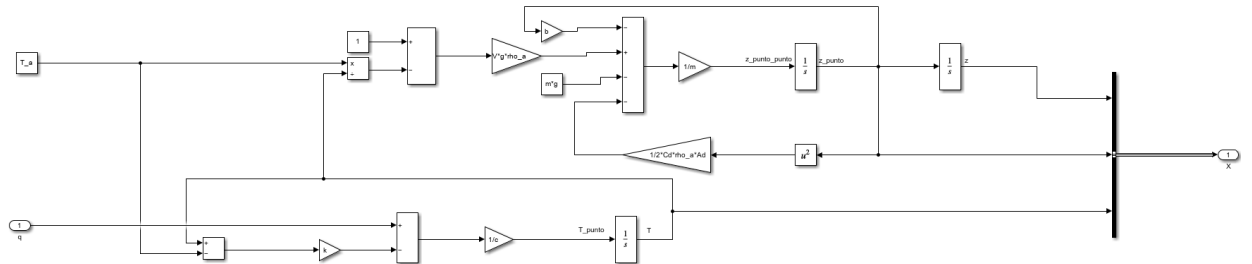 b
1
+
−
T_a
×
÷
V*g*rho_a
−
+
−
−
m*g
1/m
z_punto_punto
1
s
z_punto
1
s
z
1/2*Cd*rho_a*Ad
u²
1
X
1
q
+
−
k
+
−
1/c
T_punto
1
s
T